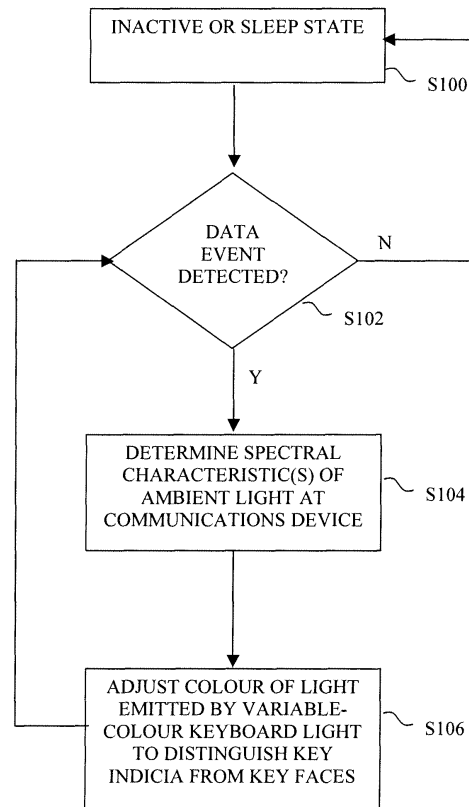 INACTIVE OR SLEEP STATE
S100
DATA
EVENT
DETECTED?
N
S102
Y
DETERMINE SPECTRAL
CHARACTERISTIC(S) OF
AMBIENT LIGHT AT
COMMUNICATIONS DEVICE
S104
ADJUST COLOUR OF LIGHT
EMITTED BY VARIABLE-
COLOUR KEYBOARD LIGHT
TO DISTINGUISH KEY
INDICIA FROM KEY FACES
S106